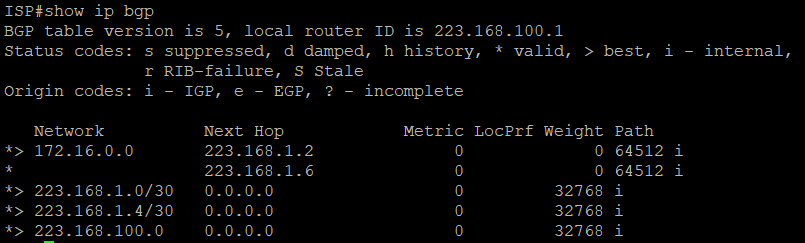 ISP#show ip bgp
BGP table version is 5, local router ID is 223.168.100.1
Status codes: s suppressed, d damped, h history, * valid, > best, i - internal,
              r RIB-failure, S Stale
Origin codes: i - IGP, e - EGP, ? - incomplete

   Network          Next Hop            Metric LocPrf Weight Path
*> 172.16.0.0       223.168.1.2              0             0 64512 i
*                   223.168.1.6              0             0 64512 i
*> 223.168.1.0/30   0.0.0.0                  0         32768 i
*> 223.168.1.4/30   0.0.0.0                  0         32768 i
*> 223.168.100.0    0.0.0.0                  0         32768 i